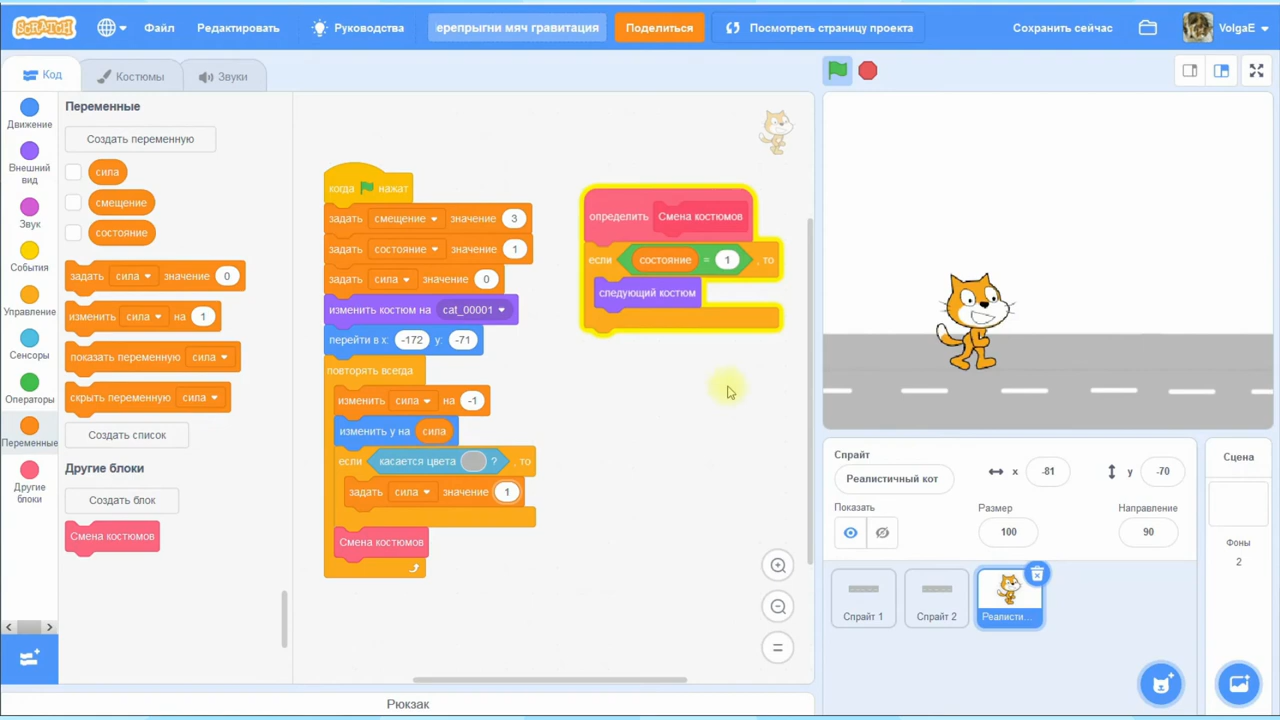 SCRATCH
Файл
Редактировать
Руководства
ерепрыгни мяч гравитация
Поделиться
Посмотреть страницу проекта
Сохранить сейчас
VolgaE
Код
Костюмы
Звуки
Движение
Внешний
вид
Звук
События
Управление
Сенсоры
Операторы
Переменные
Другие
блоки
Переменные
Создать переменную
сила
смещение
состояние
задать сила значение 0
изменить сила на 1
показать переменную сила
скрыть переменную сила
Создать список
Другие блоки
Создать блок
Смена костюмов
когда нажат
задать смещение значение 3
задать состояние значение 1
задать сила значение 0
изменить костюм на cat_00001
перейти в x: -172 y: -71
повторять всегда
изменить сила на -1
изменить y на сила
если касается цвета ? , то
задать сила значение 1
Смена костюмов
определить Смена костюмов
если состояние = 1 , то
следующий костюм
Спрайт
Реалистичный кот
x -81
y -70
Показать
Размер
100
Направление
90
Спрайт 1
Спрайт 2
Реалисти...
Сцена
Фоны
2
Рюкзак